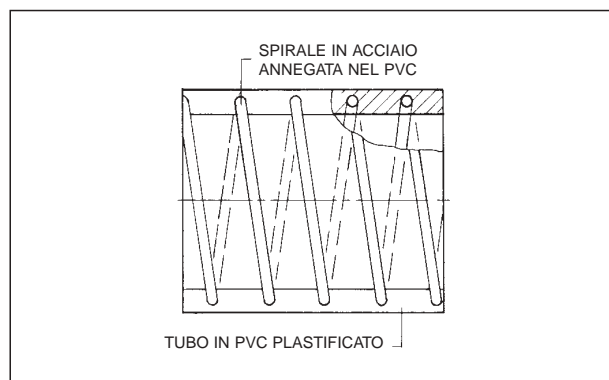 SPIRALE IN ACCIAIO
ANNEGATA NEL PVC
TUBO IN PVC PLASTIFICATO